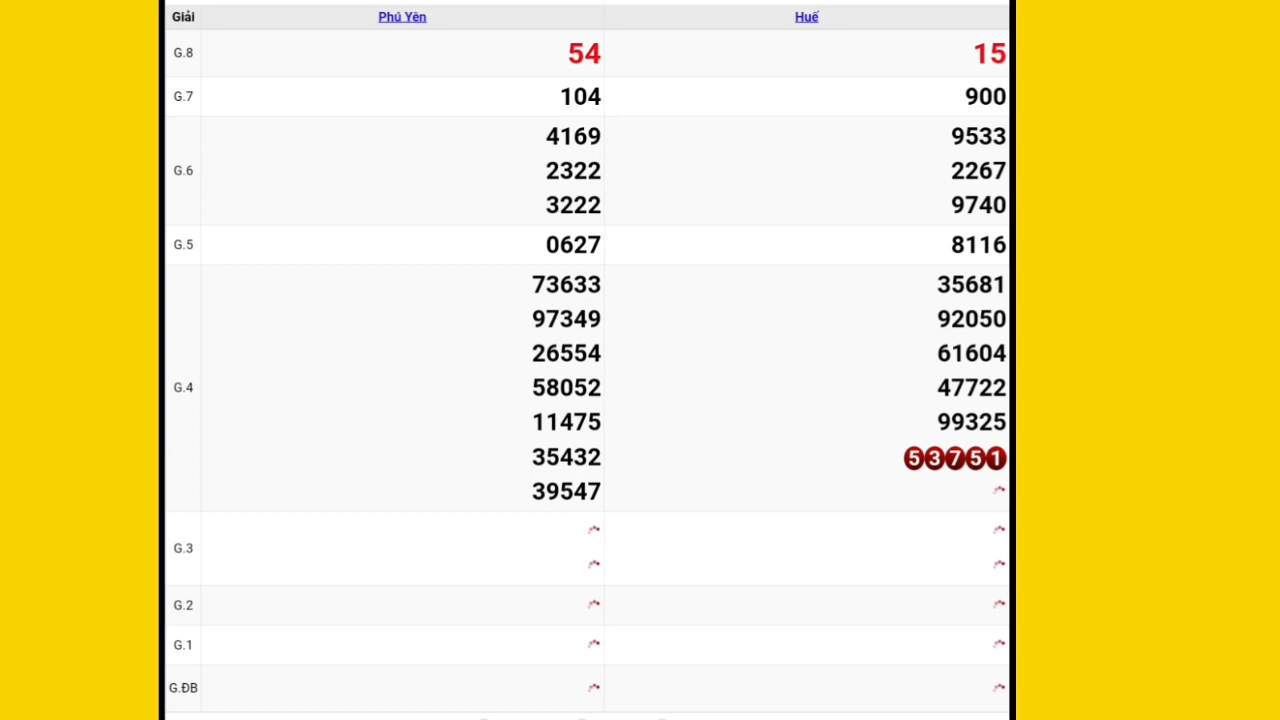 Giải Phú Yên Huế
G.8 54 15
G.7 104 900
4169 9533
G.6 2322 2267
3222 9740
G.5 0627 8116
73633 35681
97349 92050
26554 61604
G.4 58052 47722
11475 99325
35432 53751
39547
G.3
G.2
G.1
G.ĐB